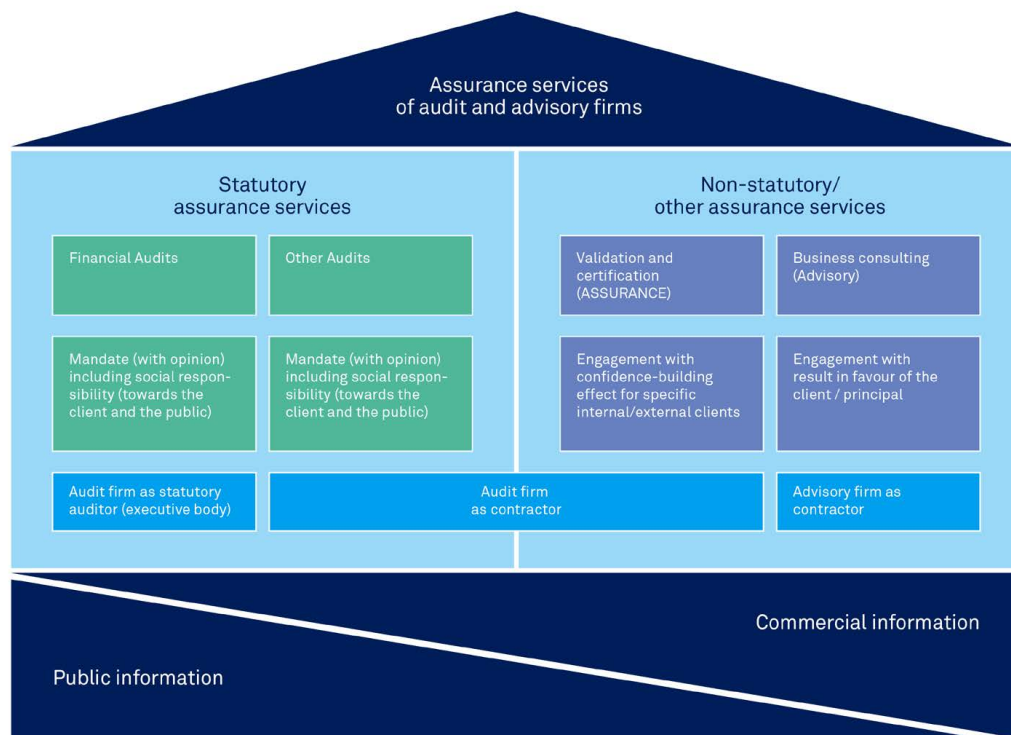 Assurance services
of audit and advisory firms
Statutory
assurance services
Non-statutory/
other assurance services
Financial Audits
Other Audits
Validation and
certification
(ASSURANCE)
Business consulting
(Advisory)
Mandate (with opinion)
including social respon-
sibility (towards the
client and the public)
Mandate (with opinion)
including social respon-
sibility (towards the
client and the public)
Engagement with
confidence-building
effect for specific
internal/external clients
Engagement with
result in favour of the
client / principal
Audit firm as statutory
auditor (executive body)
Audit firm
as contractor
Advisory firm as
contractor
Commercial information
Public information